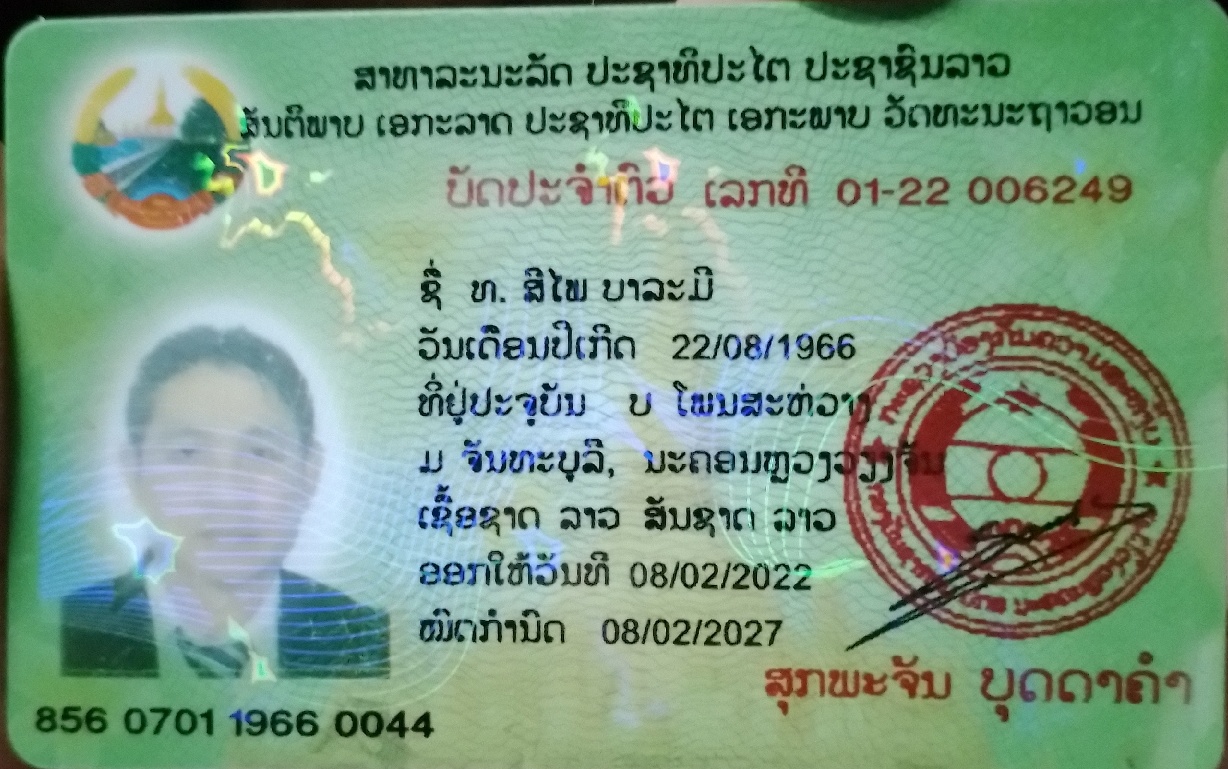 ສາທາລະນະລັດ ປະຊາທິປະໄຕ ປະຊາຊົນລາວ
ສັນຕິພາບ ເອກະລາດ ປະຊາທິປະໄຕ ເອກະພາບ ວັດທະນະຖາວອນ
ບັດປະຈຳຕົວ ເລກທີ 01-22 006249
ຊື່ ທ. ສີໄພ ບາລະມີ
ວັນເດືອນປີເກີດ 22/08/1966
ທີ່ຢູ່ປະຈຸບັນ ບ ໂພນສະຫວ່າງ
ມ ຈັນທະບຸລີ, ນະຄອນຫຼວງວຽງຈັນ
ເຊື້ອຊາດ ລາວ ສັນຊາດ ລາວ
ອອກໃຫ້ວັນທີ 08/02/2022
ໝົດກຳນົດ 08/02/2027
ສຸກພະຈັນ ບຸດດາຄຳ
856 0701 1966 0044